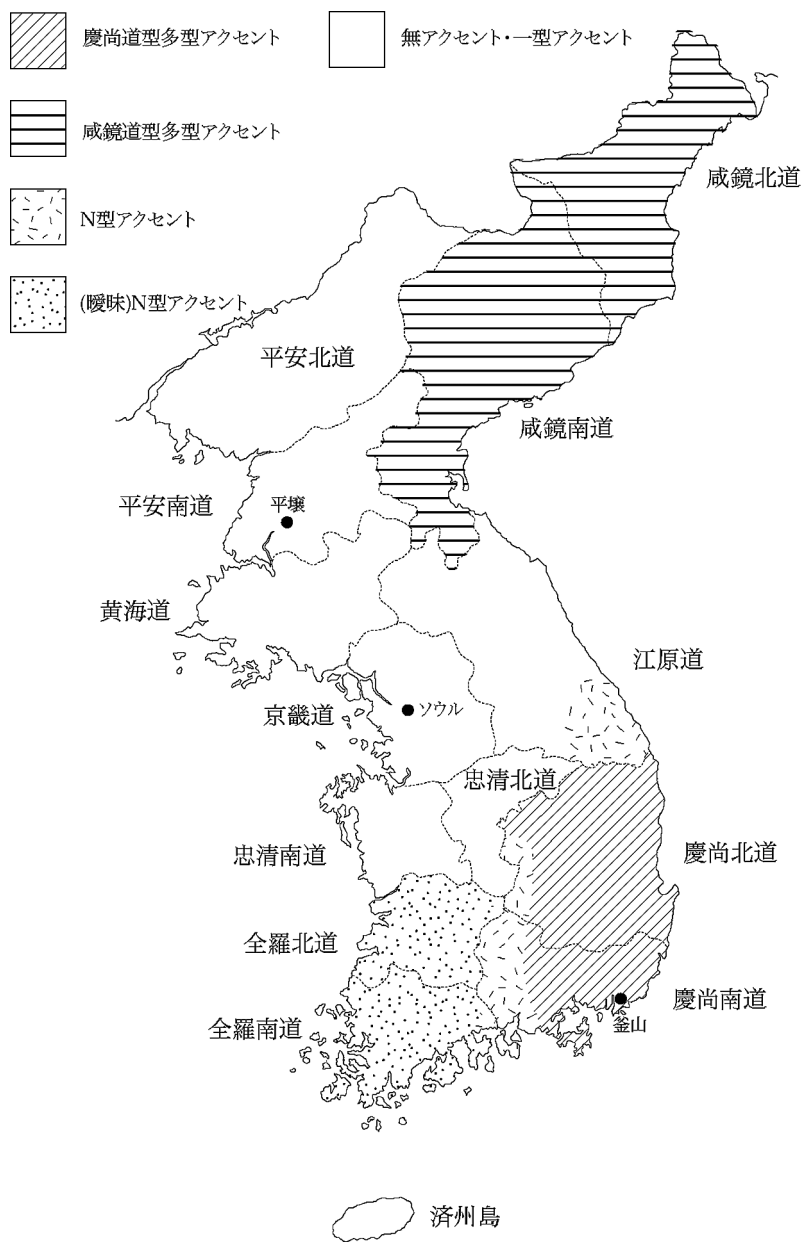 慶尚道型多型アクセント
無アクセント・一型アクセント
咸鏡道型多型アクセント
N型アクセント
(曖昧)N型アクセント
咸鏡北道
平安北道
咸鏡南道
平安南道
平壌
黄海道
江原道
京畿道
ソウル
忠清北道
忠清南道
慶尚北道
全羅北道
慶尚南道
全羅南道
釜山
済州島